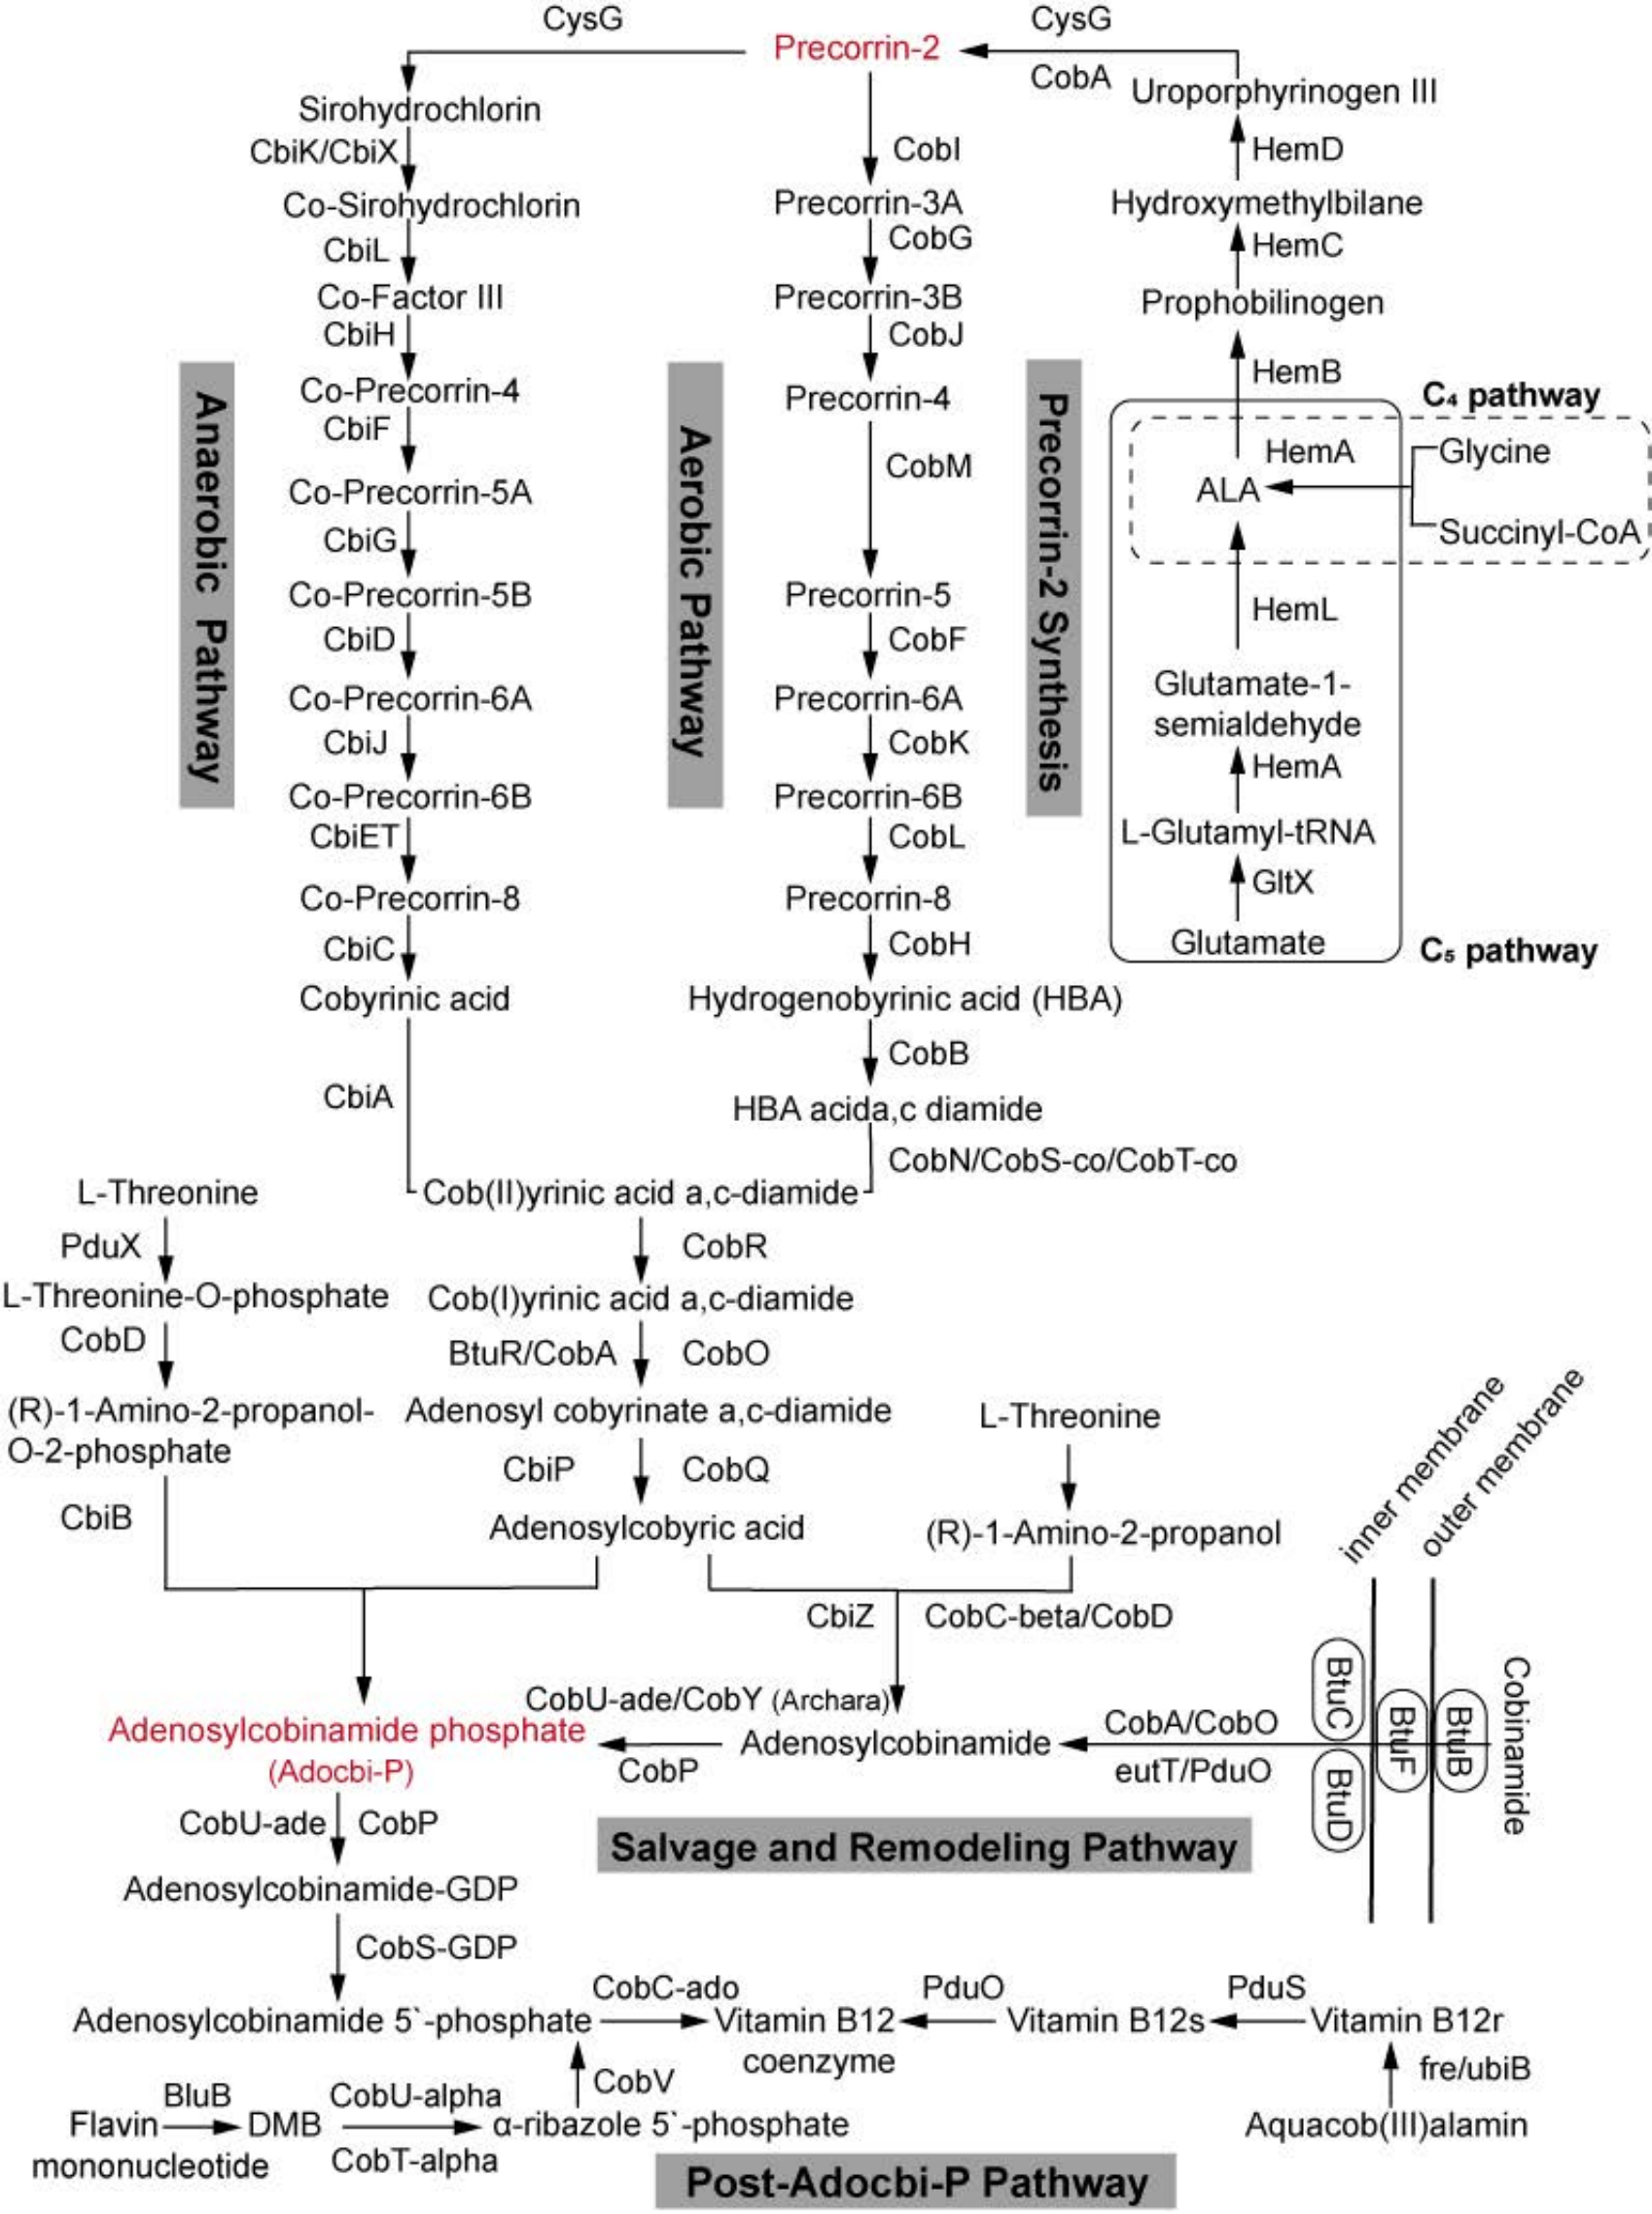 CysG
CysG
Precorrin-2
CobA
Uroporphyrinogen III
Sirohydrochlorin
CbiK/CbiX
CobI
HemD
Co-Sirohydrochlorin
Precorrin-3A
Hydroxymethylbilane
CbiL
CobG
HemC
Co-Factor III
Precorrin-3B
Prophobilinogen
CbiH
CobJ
HemB
Anaerobic Pathway
Aerobic Pathway
Precorrin-2 Synthesis
Co-Precorrin-4
Precorrin-4
C₄ pathway
CbiF
CobM
HemA
Glycine
ALA
Succinyl-CoA
Co-Precorrin-5A
CbiG
Co-Precorrin-5B
Precorrin-5
HemL
CbiD
CobF
Co-Precorrin-6A
Precorrin-6A
Glutamate-1-
semialdehyde
CbiJ
CobK
HemA
Co-Precorrin-6B
Precorrin-6B
L-Glutamyl-tRNA
CbiET
CobL
GltX
Co-Precorrin-8
Precorrin-8
Glutamate
C₅ pathway
CbiC
CobH
Cobyrinic acid
Hydrogenobyrinic acid (HBA)
CobB
CbiA
HBA acida,c diamide
CobN/CobS-co/CobT-co
L-Threonine
Cob(II)yrinic acid a,c-diamide
PduX
CobR
L-Threonine-O-phosphate
Cob(I)yrinic acid a,c-diamide
CobD
BtuR/CobA
CobO
(R)-1-Amino-2-propanol-
O-2-phosphate
Adenosyl cobyrinate a,c-diamide
L-Threonine
inner membrane
outer membrane
CbiP
CobQ
CbiB
Adenosylcobyric acid
(R)-1-Amino-2-propanol
CbiZ
CobC-beta/CobD
CobU-ade/CobY (Archara)
Adenosylcobinamide phosphate
(Adocbi-P)
CobP
Adenosylcobinamide
CobA/CobO
eutT/PduO
BtuC
BtuD
BtuF
BtuB
Cobinamide
CobU-ade
CobP
Salvage and Remodeling Pathway
Adenosylcobinamide-GDP
CobS-GDP
Adenosylcobinamide 5`-phosphate
CobC-ado
Vitamin B12
coenzyme
PduO
Vitamin B12s
PduS
Vitamin B12r
CobV
fre/ubiB
Flavin
mononucleotide
BluB
DMB
CobU-alpha
CobT-alpha
α-ribazole 5`-phosphate
Aquacob(III)alamin
Post-Adocbi-P Pathway